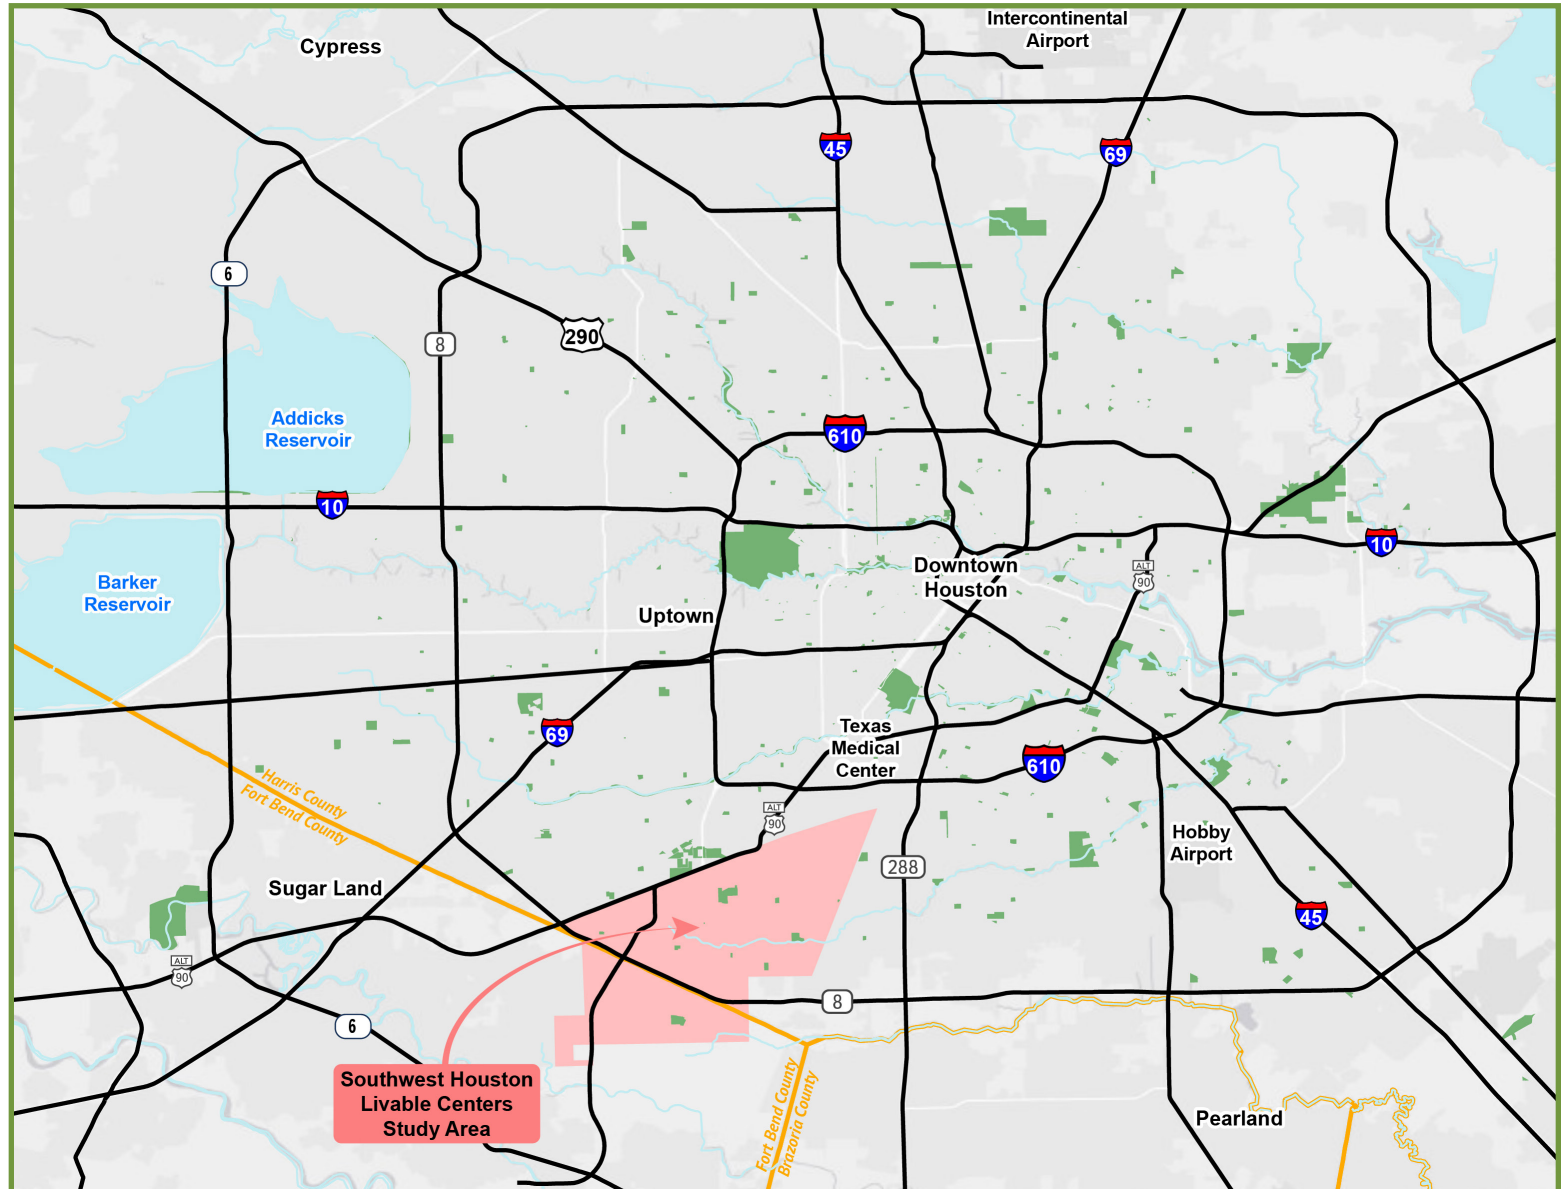 Intercontinental
Airport
Cypress
45
69
6
8
290
Addicks
Reservoir
610
10
10
Downtown
Houston
ALT
90
Barker
Reservoir
Uptown
69
Texas
Medical
Center
610
Harris County
Fort Bend County
ALT
90
Hobby
Airport
288
Sugar Land
45
ALT
90
8
6
Southwest Houston
Livable Centers
Study Area
Fort Bend County
Brazoria County
Pearland